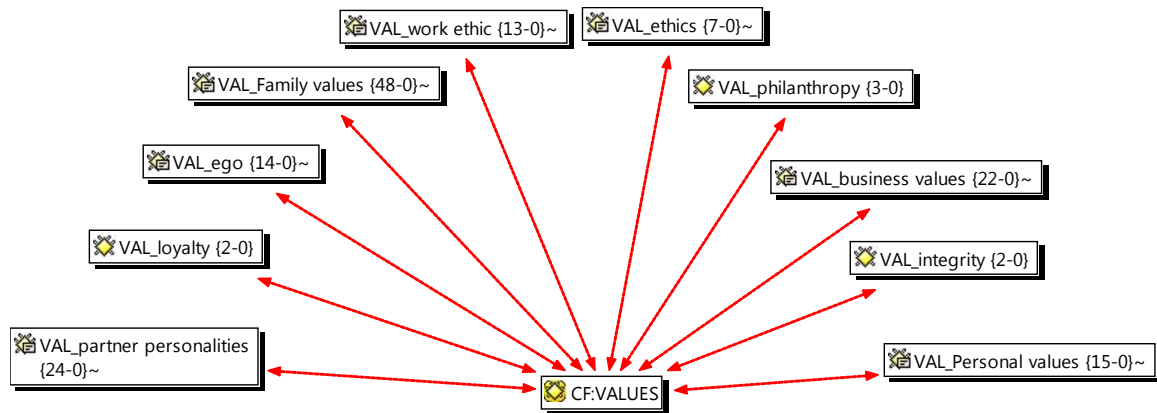 VAL_work ethic {13-0}~
VAL_ethics {7-0}~
VAL_Family values {48-0}~
VAL_philanthropy {3-0}
VAL_ego {14-0}~
VAL_business values {22-0}~
VAL_loyalty {2-0}
VAL_integrity {2-0}
VAL_partner personalities
{24-0}~
VAL_Personal values {15-0}~
CF:VALUES